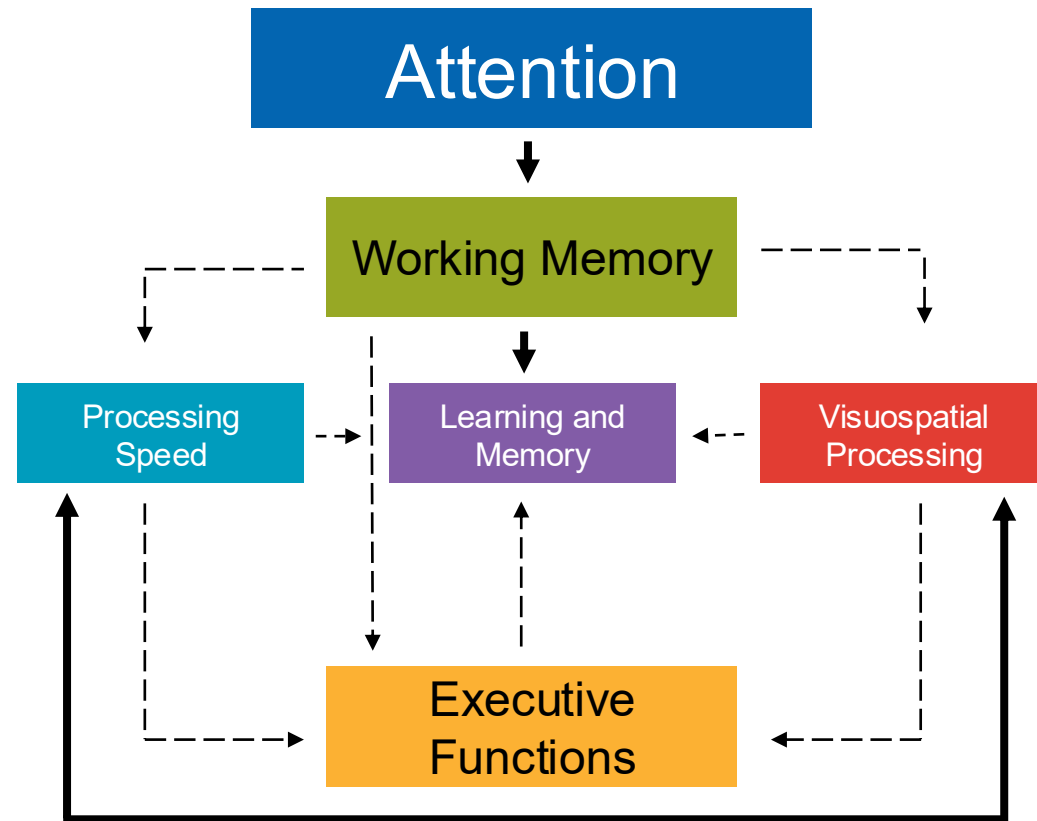 Attention
Working Memory
Processing
Speed
Learning and
Memory
Visuospatial
Processing
Executive
Functions